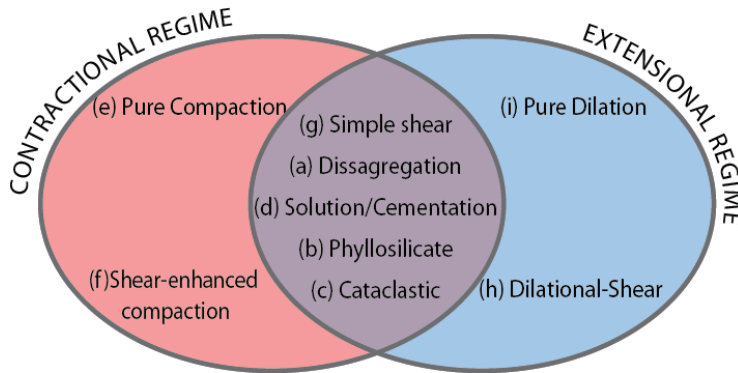 CONTRACTIONAL REGIME
EXTENSIONAL REGIME
(e) Pure Compaction
(i) Pure Dilation
(g) Simple shear
(a) Dissagregation
(d) Solution/Cementation
(b) Phyllosilicate
(f)Shear-enhanced
compaction
(c) Cataclastic
(h) Dilational-Shear